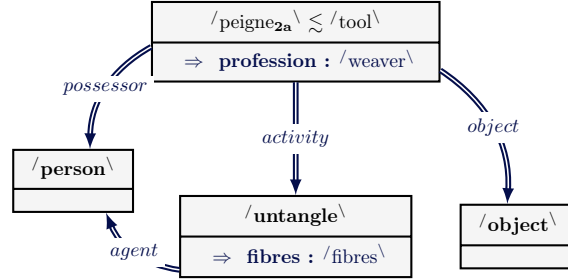 /peigne2a\ ≲ /tool\
⇒ profession : /weaver\
possessor
activity
object
/person\
/untangle\
⇒ fibres : /fibres\
/object\
agent